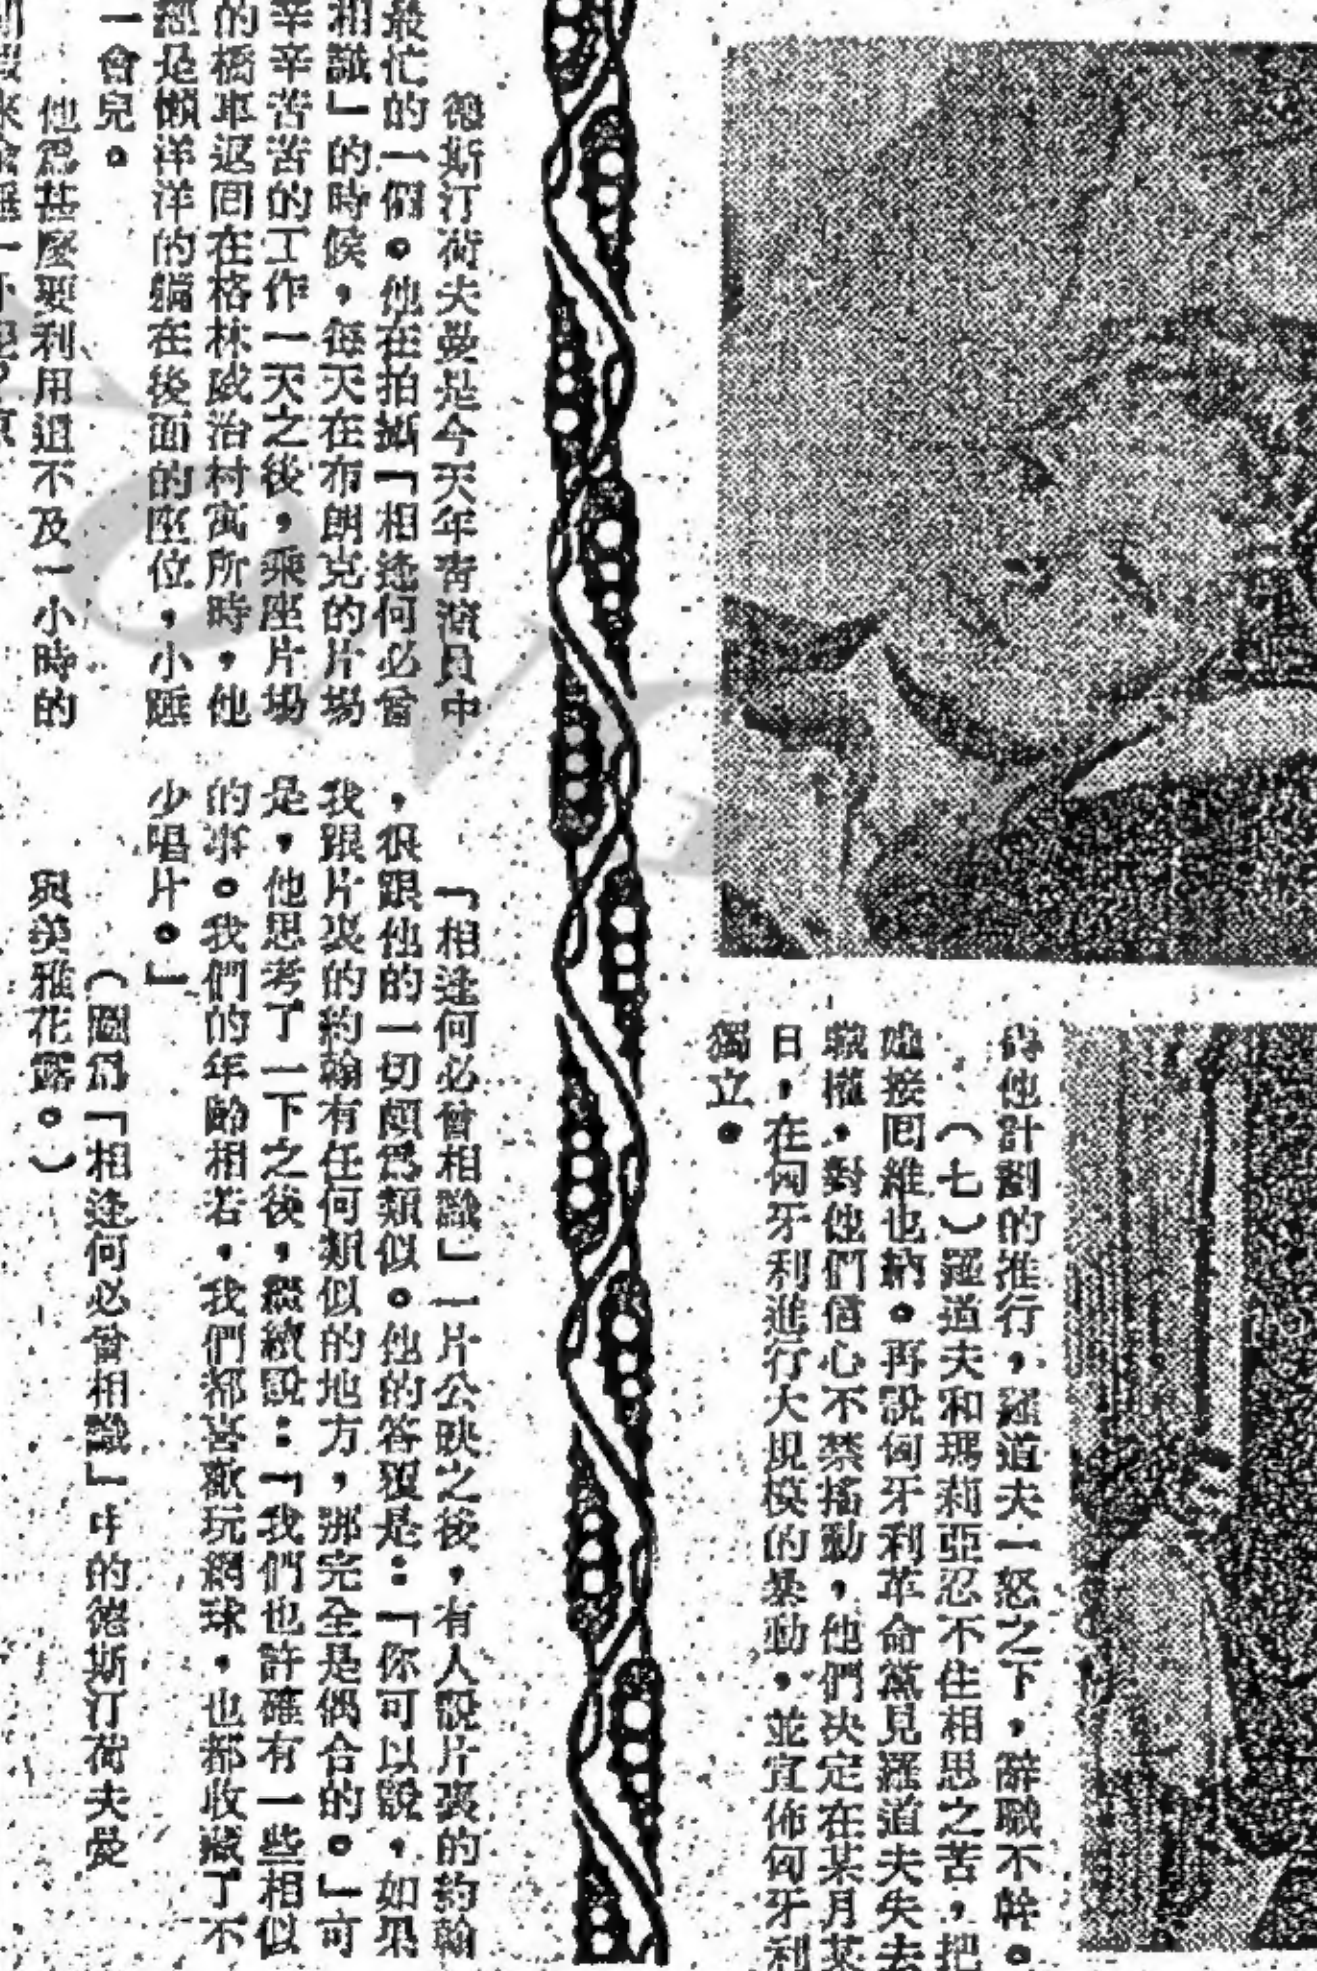 得他計劃的推行，羅道夫一怒之下，辭職不幹。
（七）羅道夫和瑪莉亞忍不住相思之苦，把
她接回維也納。再說匈牙利革命黨見羅道夫失去
職權，對他們信心不禁搖動，他們決定在某月某
日，在匈牙利進行大規模的暴動，並宣佈匈牙利
獨立。
德斯汀荷夫曼是今天年青演員中
最忙的一個。他在拍攝「相逢何必曾
相識」的時候，每天在布朗克的片場
辛辛苦苦的工作一天之後，乘座片場
的橋車返回在格林威治村寓所時，他
經是懶洋洋的躺在後面的座位，小睡
一會兒。
他爲甚麼要利用這不及一小時的
「相逢何必曾相識」一片公映之後，有人說片裏的約翰
，很跟他的一切頗爲類似。他的答覆是：「你可以說，如果
我跟片裏的約翰有任何類似的地方，那完全是偶合的。」可
是，他思考了一下之後，繼續說：「我們也許確有一些相似
的事。我們的年齡相若，我們都喜歡玩網球，也都收藏了不
少唱片。」
（圖爲「相逢何必曾相識」中的德斯汀荷夫曼
與美雅花露。）